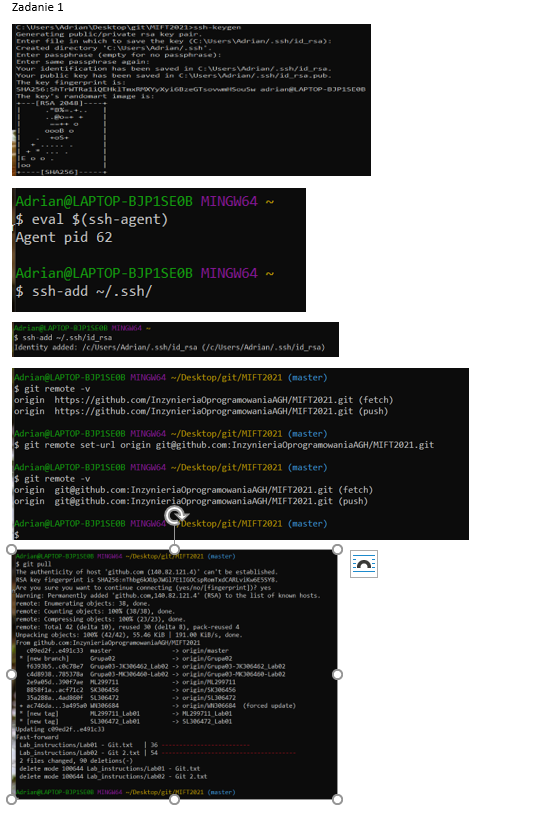 Zadanie 1
C:\Users\Adrian\Desktop\git\MIFT2021>ssh-keygen
Generating public/private rsa key pair.
Enter file in which to save the key (C:\Users\Adrian/.ssh/id_rsa):
Created directory 'C:\Users\Adrian/.ssh'.
Enter passphrase (empty for no passphrase):
Enter same passphrase again:
Your identification has been saved in C:\Users\Adrian/.ssh/id_rsa.
Your public key has been saved in C:\Users\Adrian/.ssh/id_rsa.pub.
The key fingerprint is:
adrian@LAPTOP-BJP1SE0B
The key's randomart image is:
+---[RSA 2048]----+
+----[SHA256]-----+
Adrian@LAPTOP-BJP1SE0B MINGW64 ~
$ eval $(ssh-agent)
Agent pid 62
Adrian@LAPTOP-BJP1SE0B MINGW64 ~
$ ssh-add ~/.ssh/
Adrian@LAPTOP-BJP1SE0B MINGW64 ~
$ ssh-add ~/.ssh/id_rsa
Identity added: /c/Users/Adrian/.ssh/id_rsa (/c/Users/Adrian/.ssh/id_rsa)
Adrian@LAPTOP-BJP1SE0B MINGW64 ~/Desktop/git/MIFT2021 (master)
$ git remote -v
origin  https://github.com/InzynieriaOprogramowaniaAGH/MIFT2021.git (fetch)
origin  https://github.com/InzynieriaOprogramowaniaAGH/MIFT2021.git (push)
Adrian@LAPTOP-BJP1SE0B MINGW64 ~/Desktop/git/MIFT2021 (master)
$ git remote set-url origin git@github.com:InzynieriaOprogramowaniaAGH/MIFT2021.git
Adrian@LAPTOP-BJP1SE0B MINGW64 ~/Desktop/git/MIFT2021 (master)
$ git remote -v
origin  git@github.com:InzynieriaOprogramowaniaAGH/MIFT2021.git (fetch)
origin  git@github.com:InzynieriaOprogramowaniaAGH/MIFT2021.git (push)
Adrian@LAPTOP-BJP1SE0B MINGW64 ~/Desktop/git/MIFT2021 (master)
$
Adrian@LAPTOP-BJP1SE0B MINGW64 ~/Desktop/git/MIFT2021 (master)
$ git pull
The authenticity of host 'github.com (140.82.121.4)' can't be established.
RSA key fingerprint is
Are you sure you want to continue connecting (yes/no/[fingerprint])? yes
Warning: Permanently added 'github.com,140.82.121.4' (RSA) to the list of known hosts.
remote: Enumerating objects: 38, done.
remote: Counting objects: 100% (38/38), done.
remote: Compressing objects: 100% (23/23), done.
remote: Total 42 (delta 10), reused 30 (delta 8), pack-reused 4
Unpacking objects: 100% (42/42), 55.46 KiB | 191.00 KiB/s, done.
From github.com:InzynieriaOprogramowaniaAGH/MIFT2021
c09ed2f..e491c33  master -> origin/master
* [new branch] Grupa02 -> origin/Grupa02
f6393b5..c0c78e7  Grupa03-JK306462_Lab02 -> origin/Grupa03-JK306462_Lab02
c4d8938..785378a  Grupa03-MK306460-Lab02 -> origin/Grupa03-MK306460-Lab02
2e9a05d..390f7ae  ML299711 -> origin/ML299711
8858f1a..acf71c2  SK306456 -> origin/SK306456
35a288a..4ad860f  SL306472 -> origin/SL306472
+ ac746da...3a495a0 WN306684 -> origin/WN306684  (forced update)
* [new tag] ML299711_Lab01 -> ML299711_Lab01
* [new tag] SL306472_Lab01 -> SL306472_Lab01
Updating c09ed2f..e491c33
Fast-forward
Lab_instructions/Lab01 - Git.txt | 36 -------------------------
Lab_instructions/Lab02 - Git 2.txt | 54 -------------------------------------
2 files changed, 90 deletions(-)
delete mode 100644 Lab_instructions/Lab01 - Git.txt
delete mode 100644 Lab_instructions/Lab02 - Git 2.txt
Adrian@LAPTOP-BJP1SE0B MINGW64 ~/Desktop/git/MIFT2021 (master)